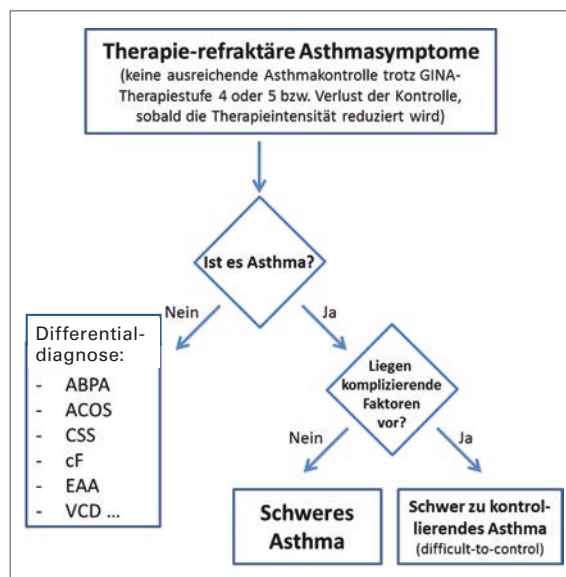 Therapie-refraktäre Asthmasymptome
(keine ausreichende Asthmakontrolle trotz GINA-
Therapiestufe 4 oder 5 bzw. Verlust der Kontrolle,
sobald die Therapieintensität reduziert wird)
Ist es Asthma?
Nein
Ja
Differential-
diagnose:
- ABPA
- ACOS
- CSS
- cF
- EAA
- VCD ...
Liegen
komplizierende
Faktoren
vor?
Nein
Ja
Schweres
Asthma
Schwer zu kontrol-
lierendes Asthma
(difficult-to-control)